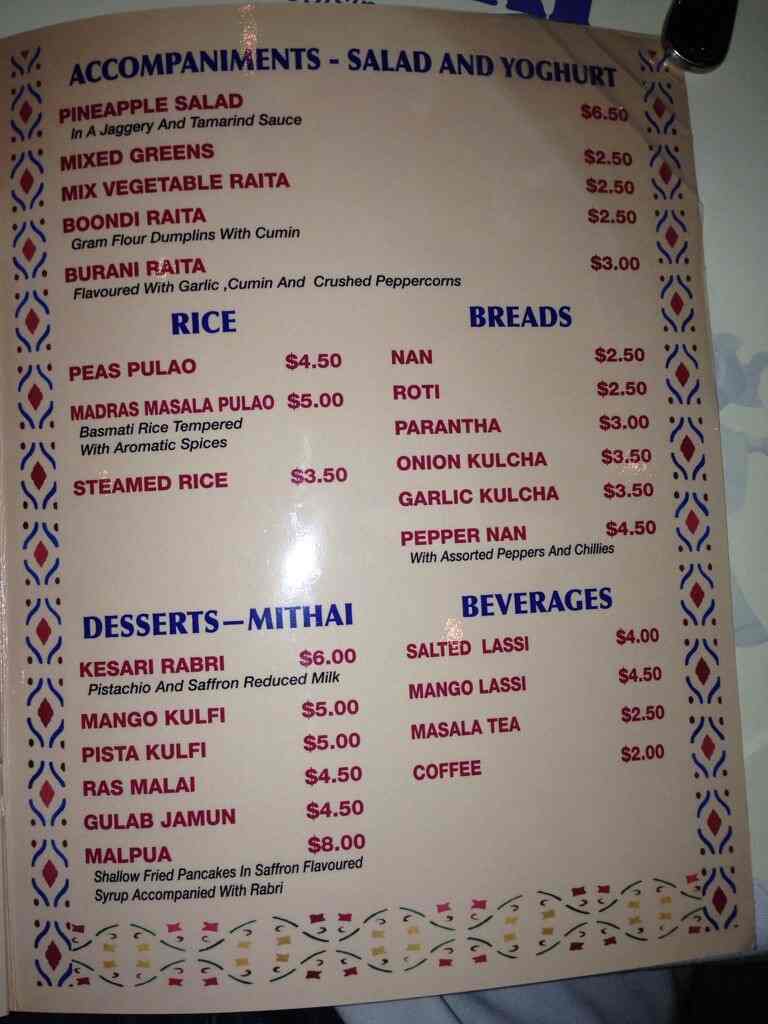 ACCOMPANIMENTS - SALAD AND YOGHURT
PINEAPPLE SALAD $6.50
In A Jaggery And Tamarind Sauce
MIXED GREENS $2.50
MIX VEGETABLE RAITA $2.50
BOONDI RAITA $2.50
Gram Flour Dumplins With Cumin
BURANI RAITA $3.00
Flavoured With Garlic ,Cumin And Crushed Peppercorns
RICE
PEAS PULAO $4.50
MADRAS MASALA PULAO $5.00
Basmati Rice Tempered
With Aromatic Spices
STEAMED RICE $3.50
BREADS
NAN $2.50
ROTI $2.50
PARANTHA $3.00
ONION KULCHA $3.50
GARLIC KULCHA $3.50
PEPPER NAN $4.50
With Assorted Peppers And Chillies
DESSERTS—MITHAI
KESARI RABRI $6.00
Pistachio And Saffron Reduced Milk
MANGO KULFI $5.00
PISTA KULFI $5.00
RAS MALAI $4.50
GULAB JAMUN $4.50
MALPUA $8.00
Shallow Fried Pancakes In Saffron Flavoured
Syrup Accompanied With Rabri
BEVERAGES
SALTED LASSI $4.00
MANGO LASSI $4.50
MASALA TEA $2.50
COFFEE $2.00